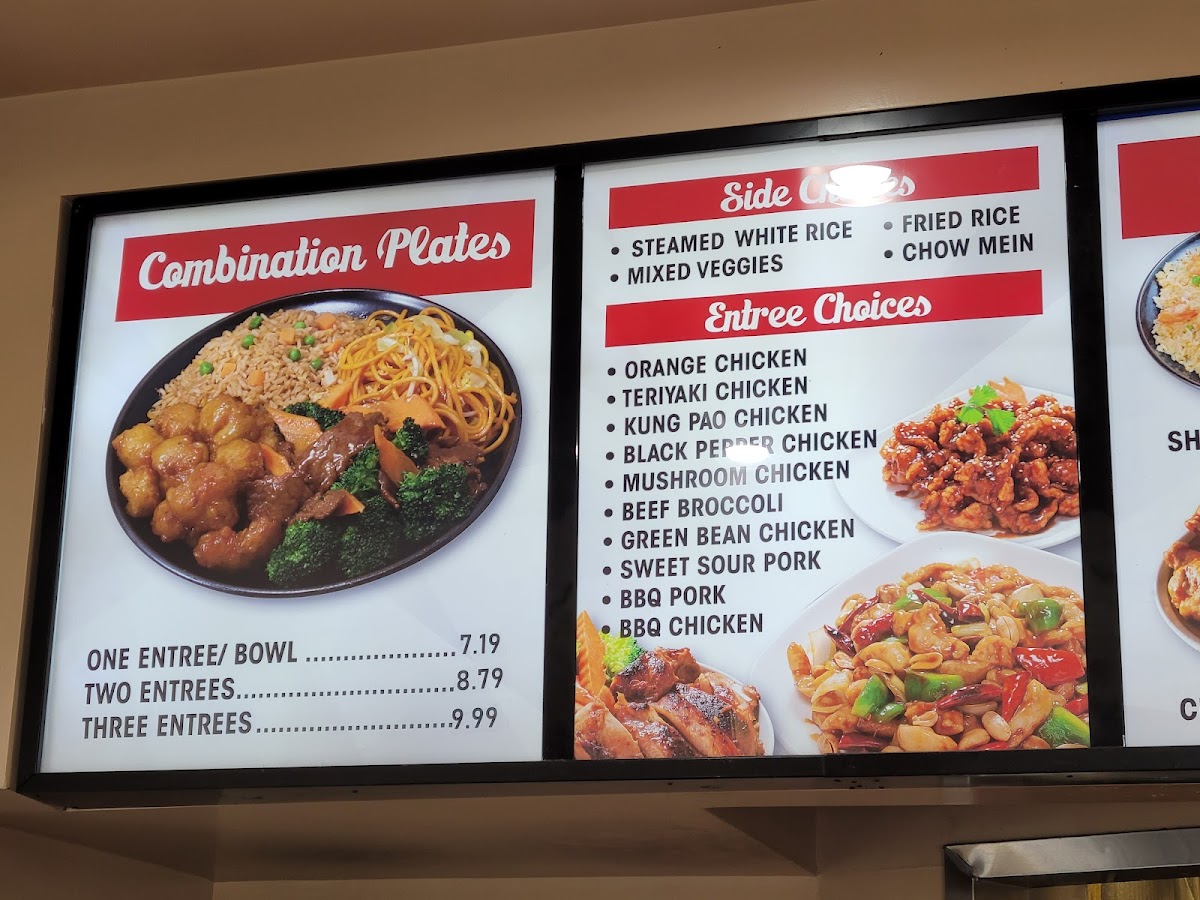 Combination Plates
ONE ENTREE/ BOWL ....................7.19
TWO ENTREES.............................8.79
THREE ENTREES..........................9.99
Side Choices
• STEAMED WHITE RICE
• MIXED VEGGIES
• FRIED RICE
• CHOW MEIN
Entree Choices
• ORANGE CHICKEN
• TERIYAKI CHICKEN
• KUNG PAO CHICKEN
• BLACK PEPPER CHICKEN
• MUSHROOM CHICKEN
• BEEF BROCCOLI
• GREEN BEAN CHICKEN
• SWEET SOUR PORK
• BBQ PORK
• BBQ CHICKEN
SH
C